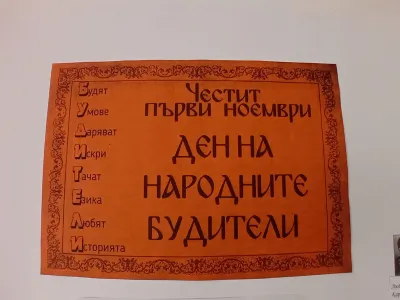 Будят
Умове
Даряват
Искри
Тачат
Езика
Любят
Историята
Честит
първи ноември
Ден на
народните
будители